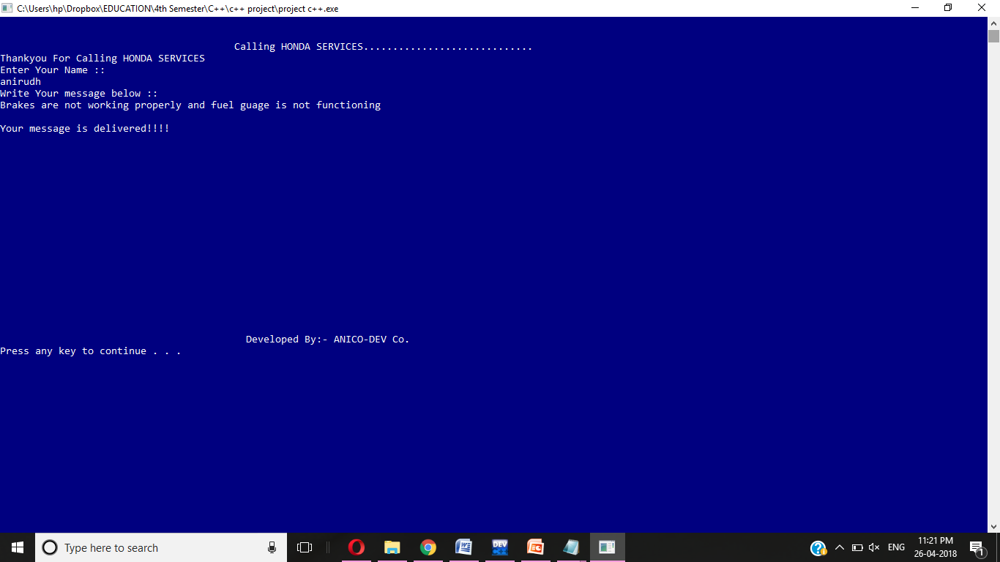 C:\Users\hp\Dropbox\EDUCATION\4th Semester\C++\c++ project\project c++.exe
Calling HONDA SERVICES.............................
Thankyou For Calling HONDA SERVICES
Enter Your Name ::
anirudh
Write Your message below ::
Brakes are not working properly and fuel guage is not functioning
Your message is delivered!!!!
Developed By:- ANICO-DEV Co.
Press any key to continue . . .
Type here to search
DEV
ENG
11:21 PM
26-04-2018
1